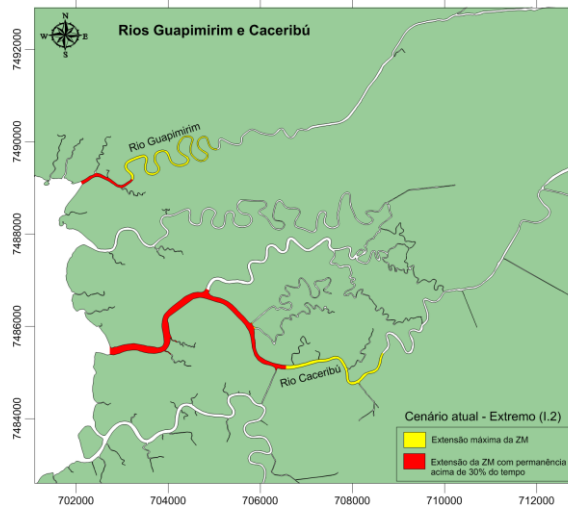 Rios Guapimirim e Caceribú
N
W E
S
7492000
7490000
7488000
7486000
7484000
Rio Guapimirim
Rio Caceribú
Cenário atual - Extremo (I.2)
Extensão máxima da ZM
Extensão da ZM com permanência
acima de 30% do tempo
702000 704000 706000 708000 710000 712000